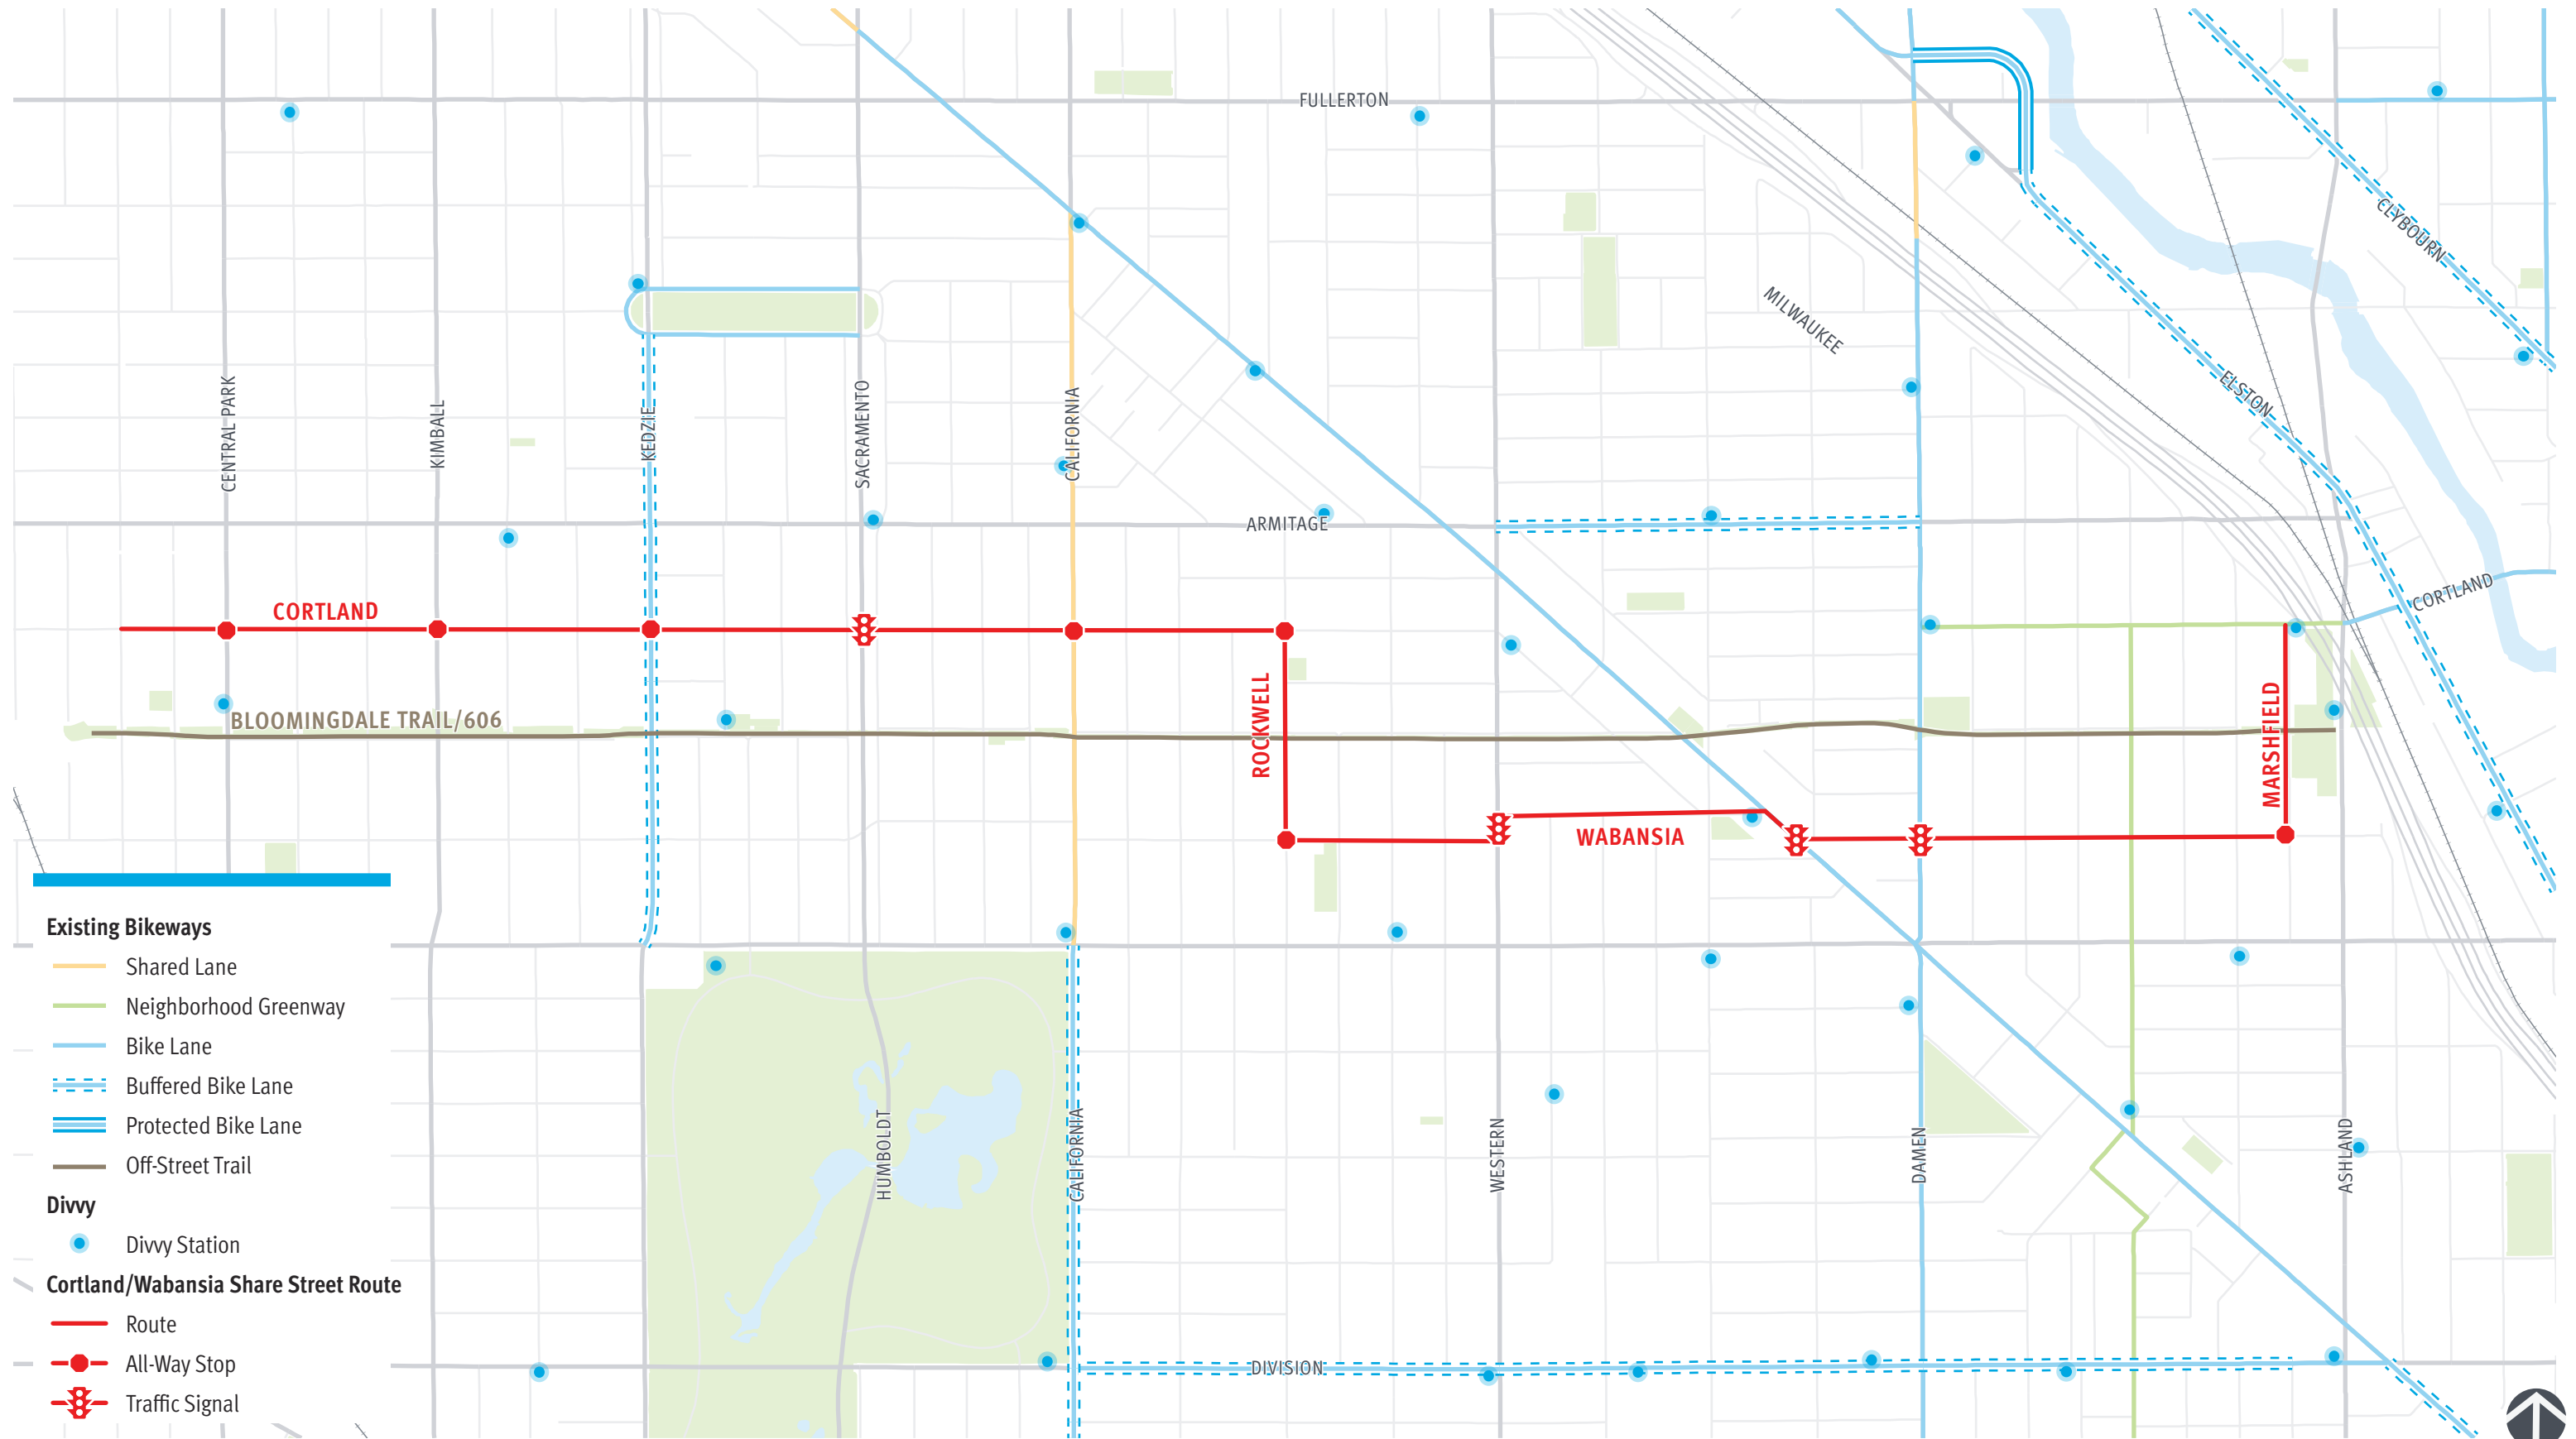 FULLERTON
CLYBOURN
MILWAUKEE
ELSTON
CENTRAL PARK
KIMBALL
KEDZIE
SACRAMENTO
CALIFORNIA
ARMITAGE
CORTLAND
CORTLAND
ROCKWELL
MARSHFIELD
BLOOMINGDALE TRAIL/606
WABANSIA
HUMBOLDT
CALIFORNIA
WESTERN
DAMEN
ASHLAND
DIVISION
Existing Bikeways
Shared Lane
Neighborhood Greenway
Bike Lane
Buffered Bike Lane
Protected Bike Lane
Off-Street Trail
Divvy
Divvy Station
Cortland/Wabansia Share Street Route
Route
All-Way Stop
Traffic Signal